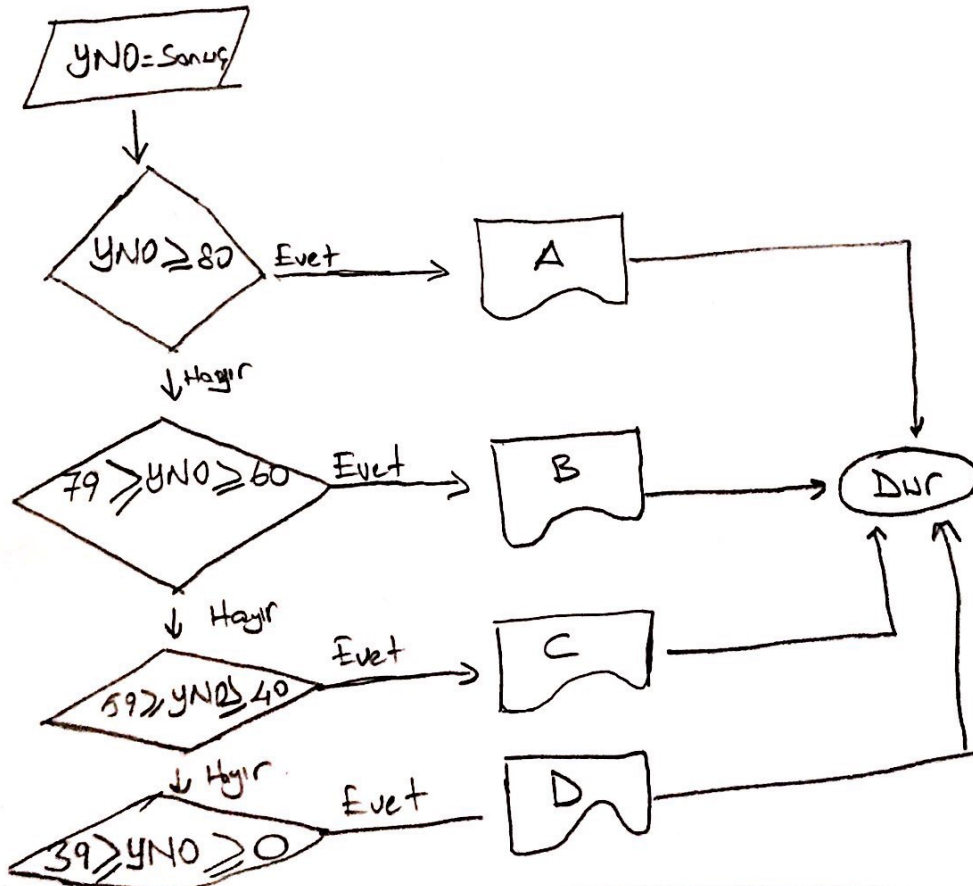 YNO=Sonuç
YNO≥80
Evet
A
Hayır
79≥YNO≥60
Evet
B
Dur
Hayır
59≥YNO≥40
Evet
C
Hayır
39≥YNO≥0
Evet
D